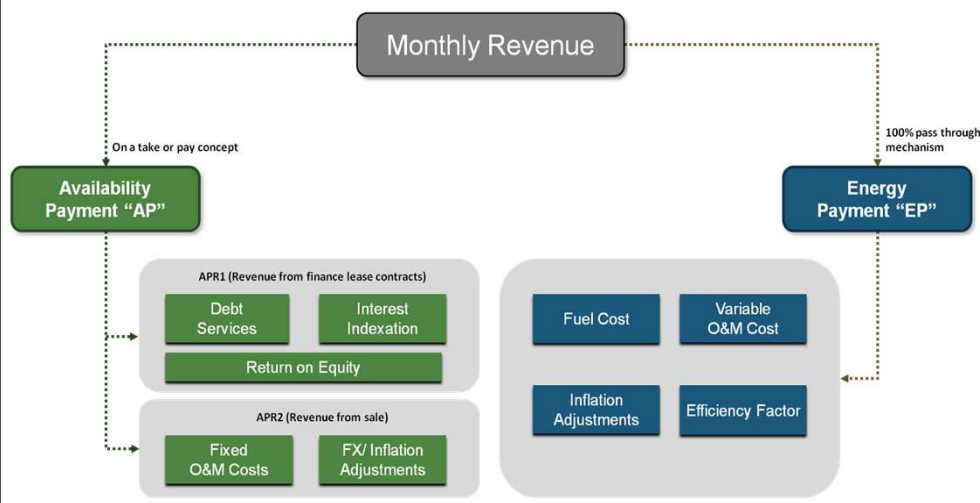 Monthly Revenue
On a take or pay concept
100% pass through
mechanism
Availability
Payment “AP”
Energy
Payment “EP”
APR1 (Revenue from finance lease contracts)
Debt
Services
Interest
Indexation
Return on Equity
APR2 (Revenue from sale)
Fixed
O&M Costs
FX/ Inflation
Adjustments
Fuel Cost
Variable
O&M Cost
Inflation
Adjustments
Efficiency Factor